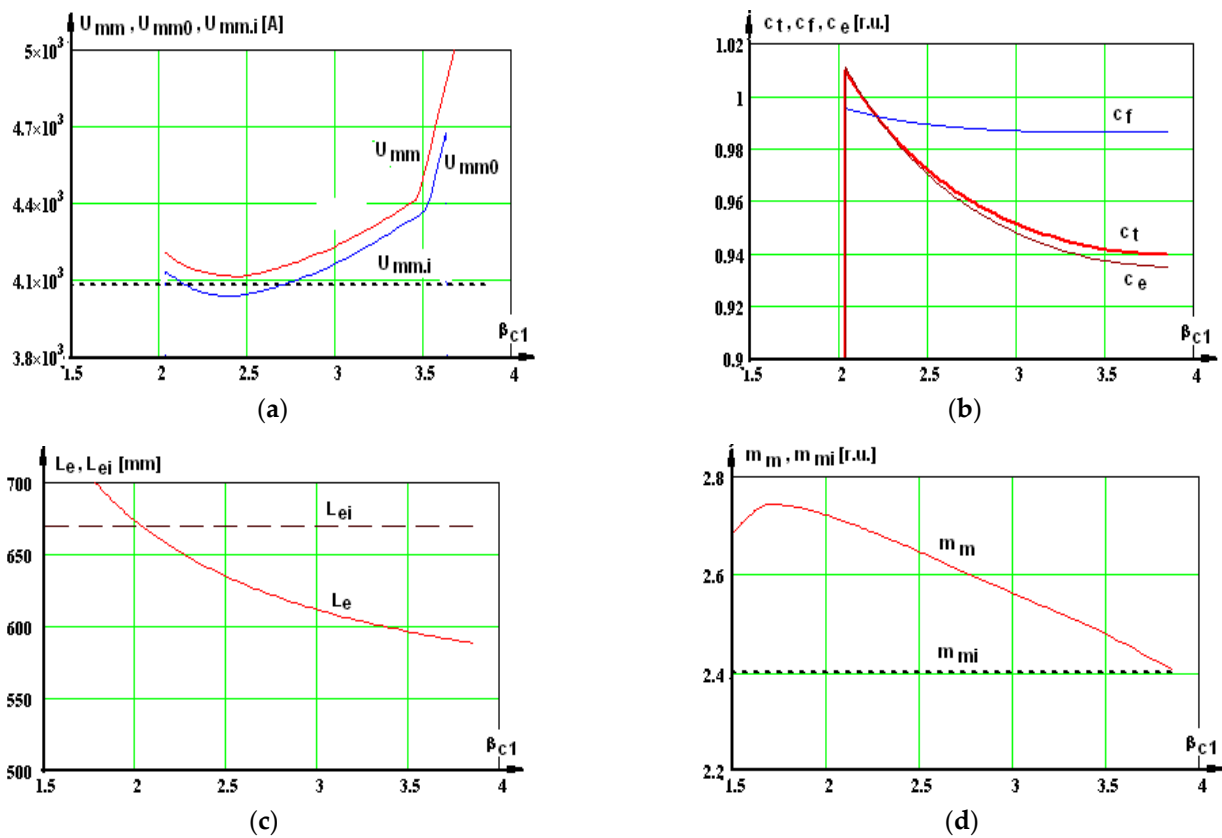 U mm , U mm0 , U mm.i [A]
5×10³
4.7×10³
4.4×10³
4.1×10³
3.8×10³
U mm
U mm0
U mm.i
β c1
1.5 2 2.5 3 3.5 4
(a)
c t , c f , c e [r.u.]
1.02
1
0.98
0.96
0.94
0.92
0.9
c f
c t
c e
β c1
1.5 2 2.5 3 3.5 4
(b)
L e , L ei [mm]
700
650
600
550
500
L ei
L e
β c1
1.5 2 2.5 3 3.5 4
(c)
m m , m mi [r.u.]
2.8
2.6
2.4
2.2
m m
m mi
β c1
1.5 2 2.5 3 3.5 4
(d)